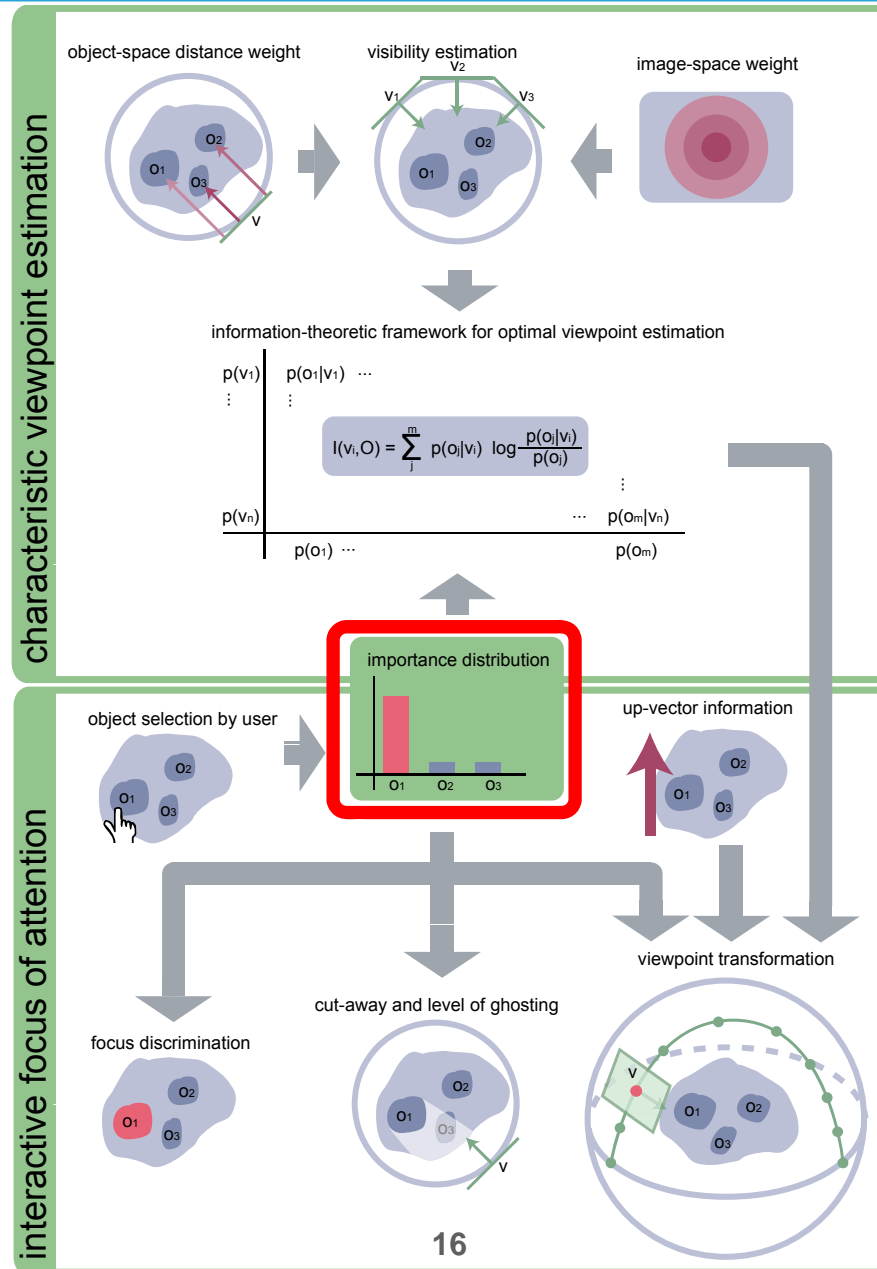 characteristic viewpoint estimation
object-space distance weight
visibility estimation
image-space weight
O1
O2
O3
v
v1
v2
v3
O1
O2
O3
information-theoretic framework for optimal viewpoint estimation
p(v1) p(o1|v1) ...
⋮ ⋮
I(vi,O) = Σ j m p(oj|vi) log p(oj|vi) / p(oj)
⋮
p(vn) ... p(om|vn)
p(o1) ... p(om)
importance distribution
O1 O2 O3
interactive focus of attention
object selection by user
O1
O2
O3
up-vector information
O1
O2
O3
focus discrimination
O1
O2
O3
cut-away and level of ghosting
O1
O2
O3
v
viewpoint transformation
v
O1
O2
O3
16